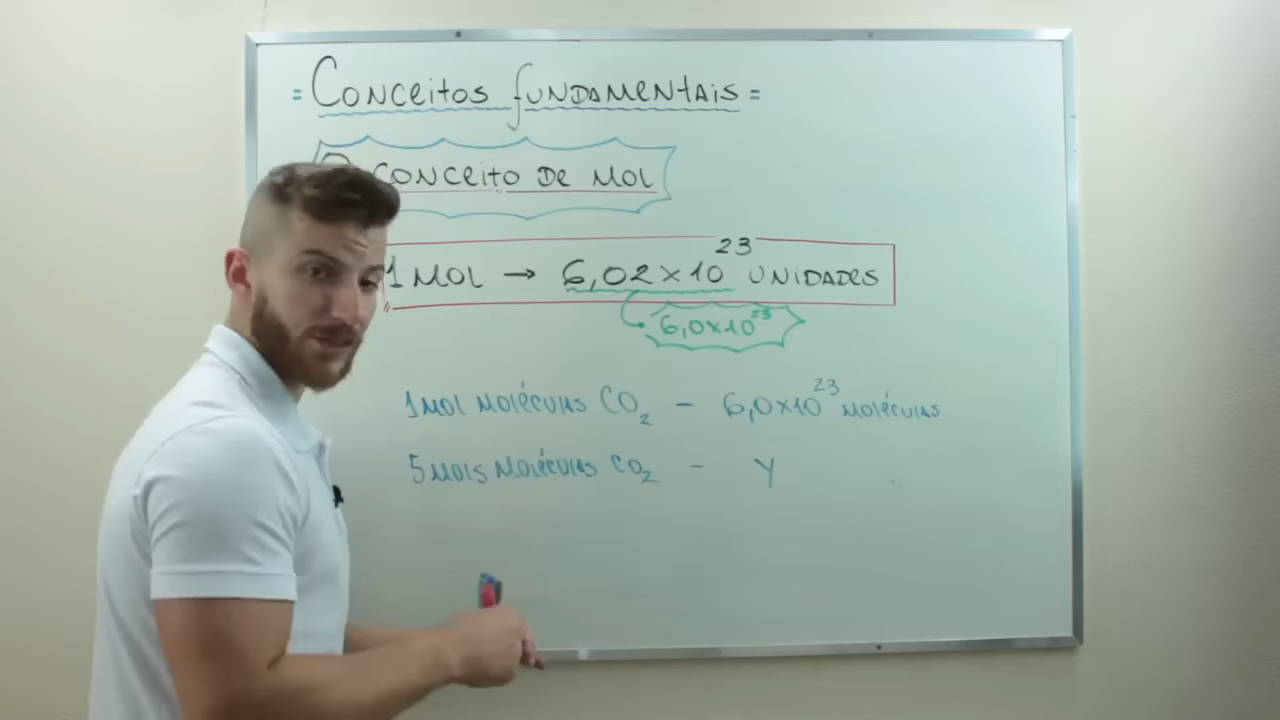 = Conceitos fundamentais =
O conceito de mol
1 mol → 6,02 x 10²³ unidades
6,0x10²³
1 mol moléculas CO₂ - 6,0x10²³ moléculas
5 mols moléculas CO₂ - y